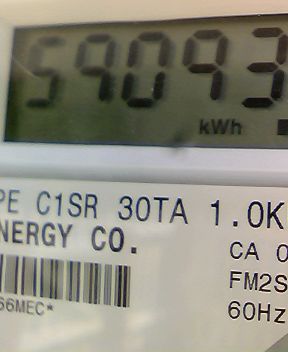 59093
kWh
PE C1SR 30TA 1.0K
NERGY CO.
CA 0
FM2S
60Hz
66MEC*